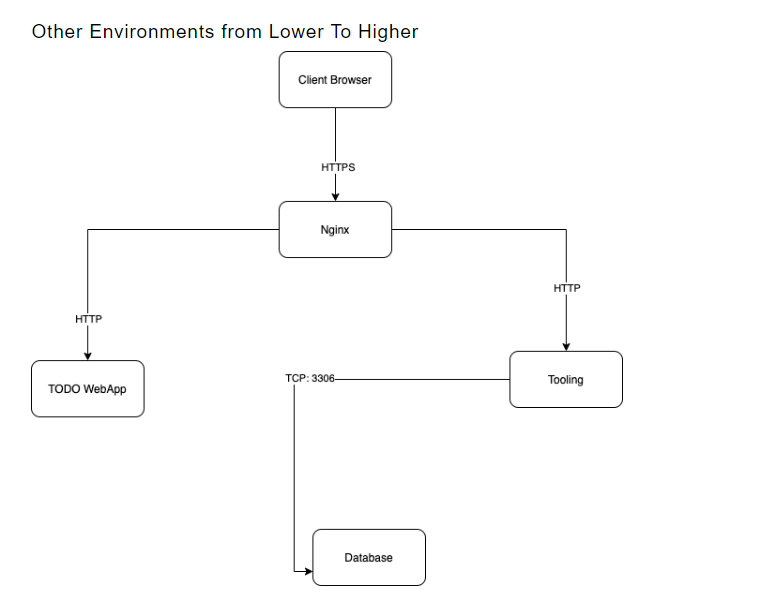 Other Environments from Lower To Higher
Client Browser
HTTPS
Nginx
HTTP
HTTP
TODO WebApp
TCP: 3306
Tooling
Database